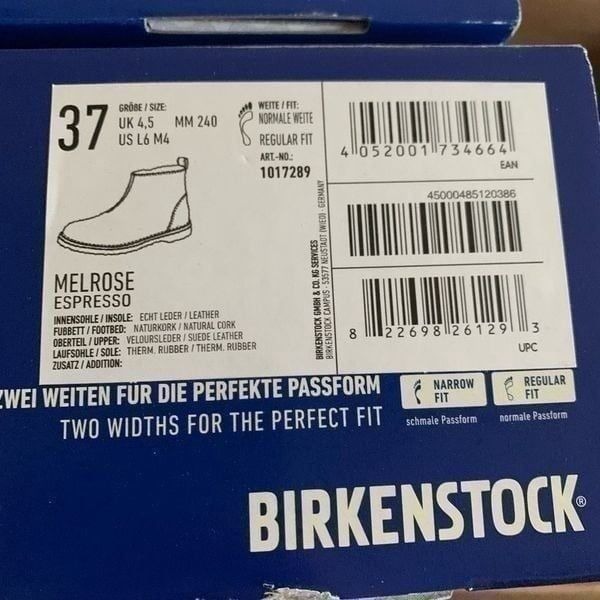 37
GRÖßE / SIZE:
UK 4,5 MM 240
US L6 M4
WEITE / FIT:
NORMALE WEITE
REGULAR FIT
ART.-NO.:
1017289
4 052001 734664
EAN
45000485120386
8 22698 26129 3
UPC
MELROSE
ESPRESSO
INNENSOHLE / INSOLE: ECHT LEDER / LEATHER
FUßBETT / FOOTBED: NATURKORK / NATURAL CORK
OBERTEIL / UPPER: VELOURSLEDER / SUEDE LEATHER
LAUFSOHLE / SOLE: THERM. RUBBER / THERM. RUBBER
ZUSATZ / ADDITION:
BIRKENSTOCK GMBH & CO. KG SERVICES
BIRKENSTOCK CAMPUS · 53577 NEUSTADT (WIED) · GERMANY
ZWEI WEITEN FÜR DIE PERFEKTE PASSFORM
TWO WIDTHS FOR THE PERFECT FIT
NARROW
FIT
schmale Passform
REGULAR
FIT
normale Passform
BIRKENSTOCK®